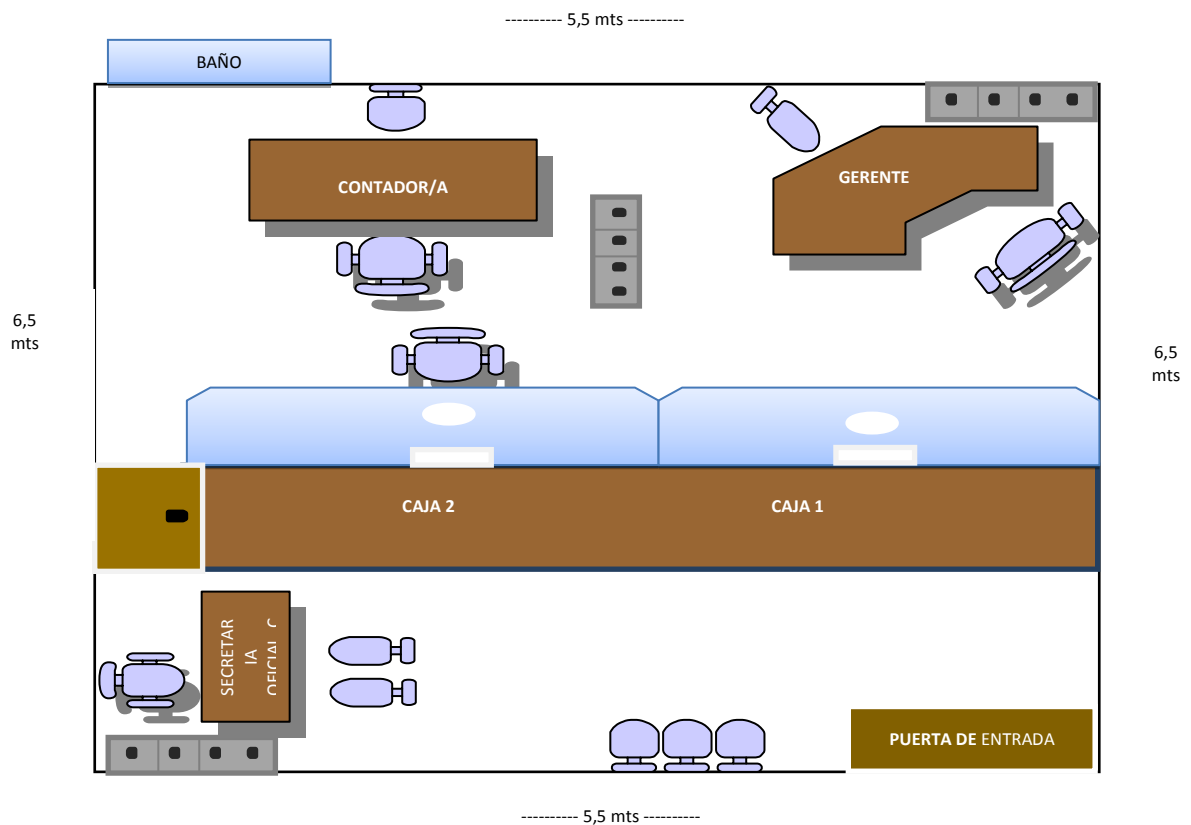 ---------- 5,5 mts ----------
BAÑO
CONTADOR/A
GERENTE
6,5
mts
6,5
mts
CAJA 2
CAJA 1
SECRETAR
IA
PUERTA DE ENTRADA
---------- 5,5 mts ----------